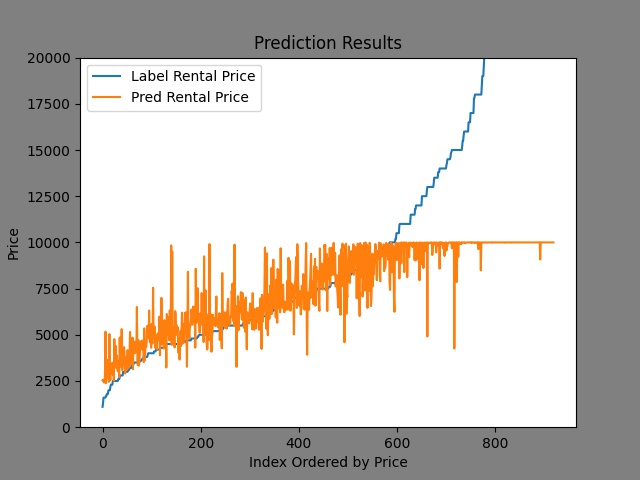 Prediction Results
20000
17500
15000
12500
10000
7500
5000
2500
0
Price
Label Rental Price
Pred Rental Price
0 200 400 600 800
Index Ordered by Price